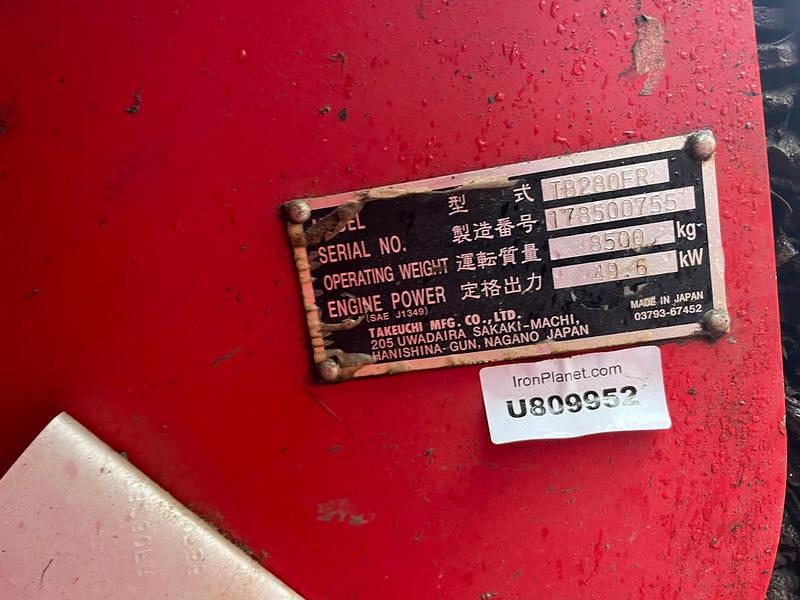 型 式 TB280FR
SERIAL NO. 製造番号 178500755
OPERATING WEIGHT 運転質量 8500 kg
ENGINE POWER 定格出力 49.6 kW
(SAE J1349)
TAKEUCHI MFG. CO., LTD.
205 UWADAIRA SAKAKI-MACHI,
HANISHINA-GUN, NAGANO JAPAN
MADE IN JAPAN
03793-67452
IronPlanet.com
U809952